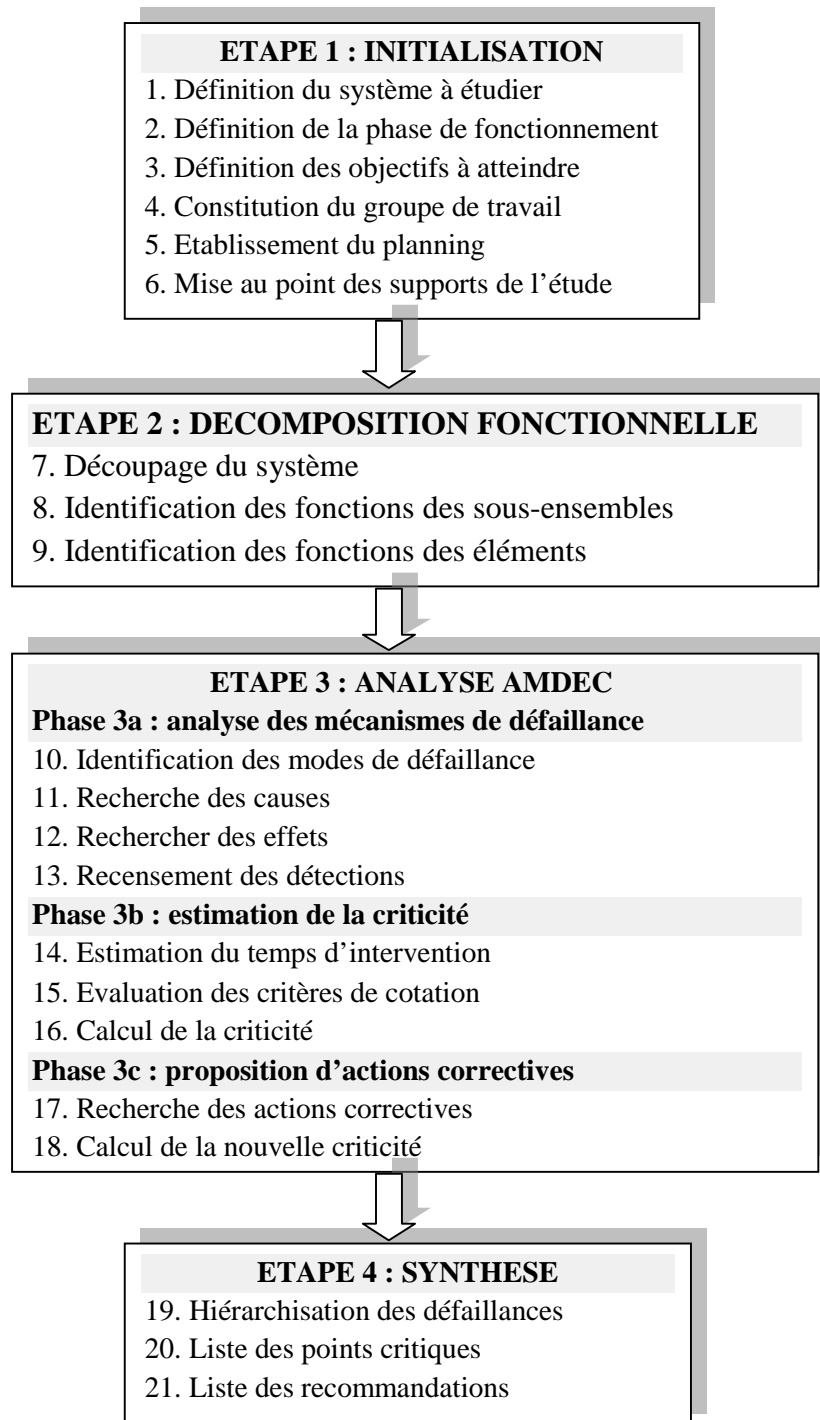 ETAPE 1 : INITIALISATION
1. Définition du système à étudier
2. Définition de la phase de fonctionnement
3. Définition des objectifs à atteindre
4. Constitution du groupe de travail
5. Etablissement du planning
6. Mise au point des supports de l’étude
ETAPE 2 : DECOMPOSITION FONCTIONNELLE
7. Découpage du système
8. Identification des fonctions des sous-ensembles
9. Identification des fonctions des éléments
ETAPE 3 : ANALYSE AMDEC
Phase 3a : analyse des mécanismes de défaillance
10. Identification des modes de défaillance
11. Recherche des causes
12. Rechercher des effets
13. Recensement des détections
Phase 3b : estimation de la criticité
14. Estimation du temps d’intervention
15. Evaluation des critères de cotation
16. Calcul de la criticité
Phase 3c : proposition d’actions correctives
17. Recherche des actions correctives
18. Calcul de la nouvelle criticité
ETAPE 4 : SYNTHESE
19. Hiérarchisation des défaillances
20. Liste des points critiques
21. Liste des recommandations